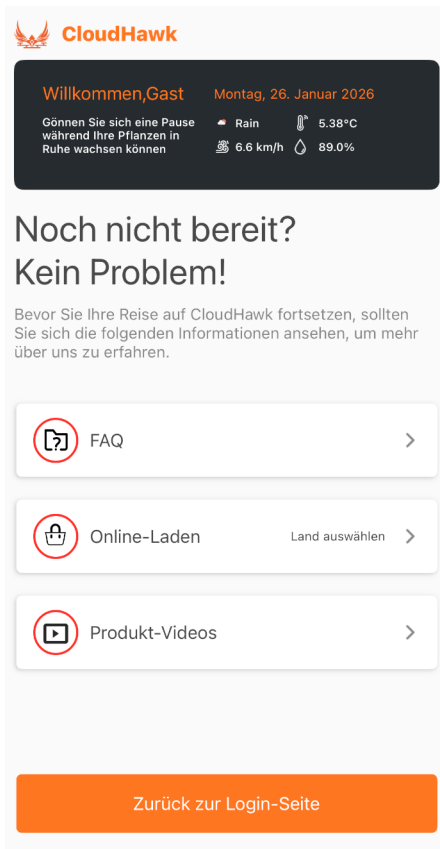 CloudHawk
Willkommen,Gast
Montag, 26. Januar 2026
Gönnen Sie sich eine Pause
während Ihre Pflanzen in
Ruhe wachsen können
Rain
5.38°C
6.6 km/h
89.0%
Noch nicht bereit?
Kein Problem!
Bevor Sie Ihre Reise auf CloudHawk fortsetzen, sollten
Sie sich die folgenden Informationen ansehen, um mehr
über uns zu erfahren.
FAQ
Online-Laden
Land auswählen
Produkt-Videos
Zurück zur Login-Seite